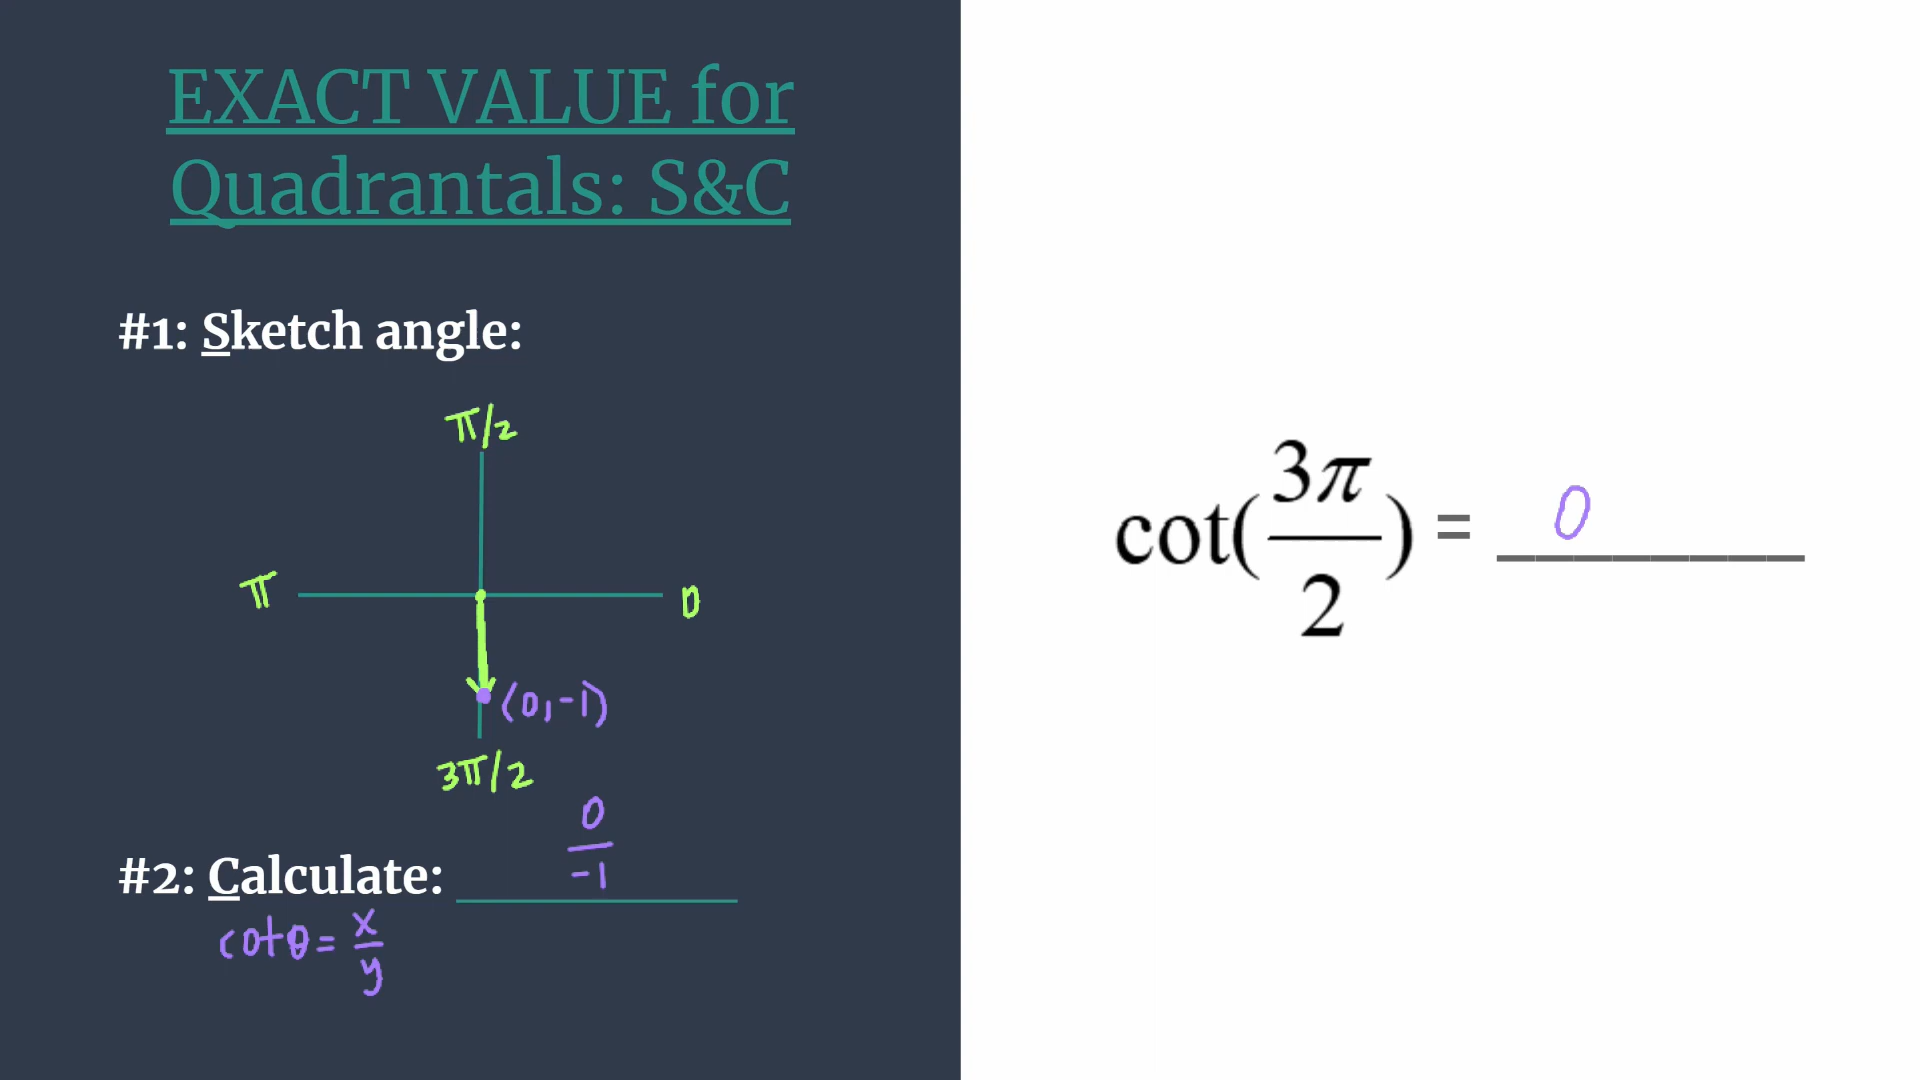 EXACT VALUE for
Quadrantals: S&C
#1: Sketch angle:
π/2
π
0
(0,-1)
3π/2
#2: Calculate: 0/-1
cotθ = x/y
cot(3π/2) = 0